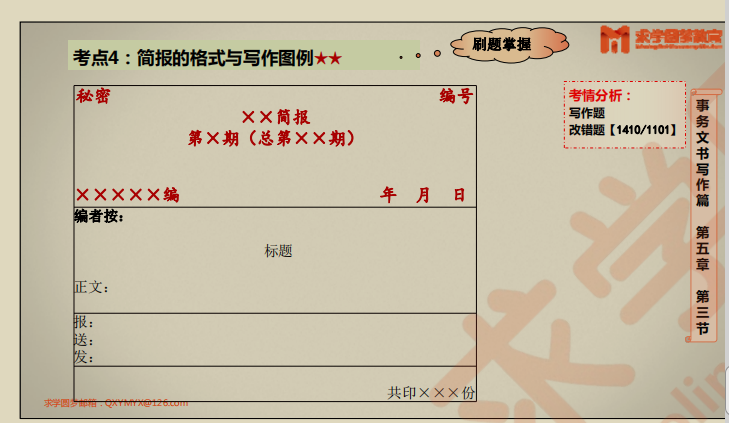 考点4：简报的格式与写作图例★★
刷题掌握
求学圆梦教育
秘密 编号
××简报
第×期（总第××期）
×××××编 年 月 日
编者按：
标题
正文：
报：
送：
发：
共印×××份
考情分析：
写作题
改错题【1410/1101】
事务文书写作篇 第五章 第三节
求学圆梦邮箱：QXYMYX@126.com
求学